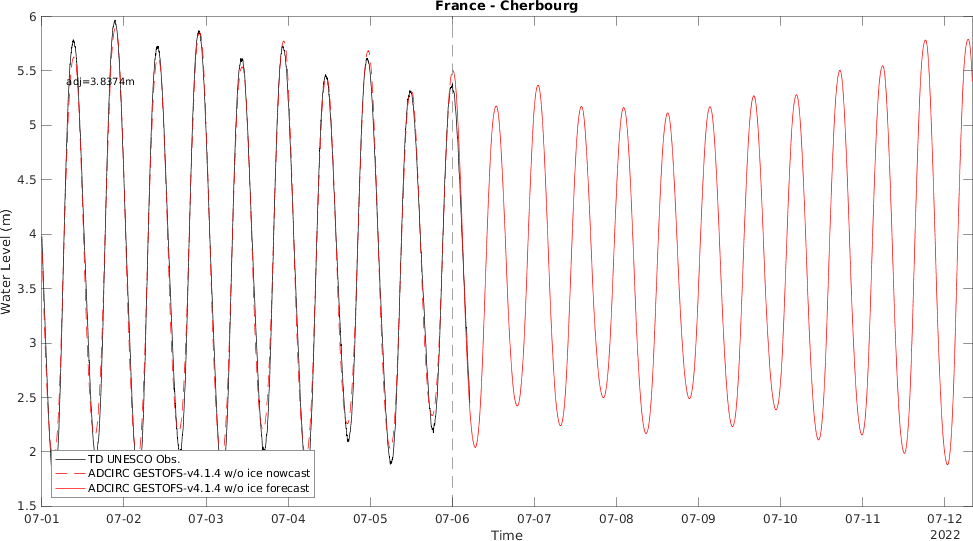 France - Cherbourg
6
5.5
5
4.5
4
3.5
3
2.5
2
1.5
Water Level (m)
adj=3.8374m
TD UNESCO Obs.
ADCIRC GESTOFS-v4.1.4 w/o ice nowcast
ADCIRC GESTOFS-v4.1.4 w/o ice forecast
07-01 07-02 07-03 07-04 07-05 07-06 07-07 07-08 07-09 07-10 07-11 07-12
Time
2022